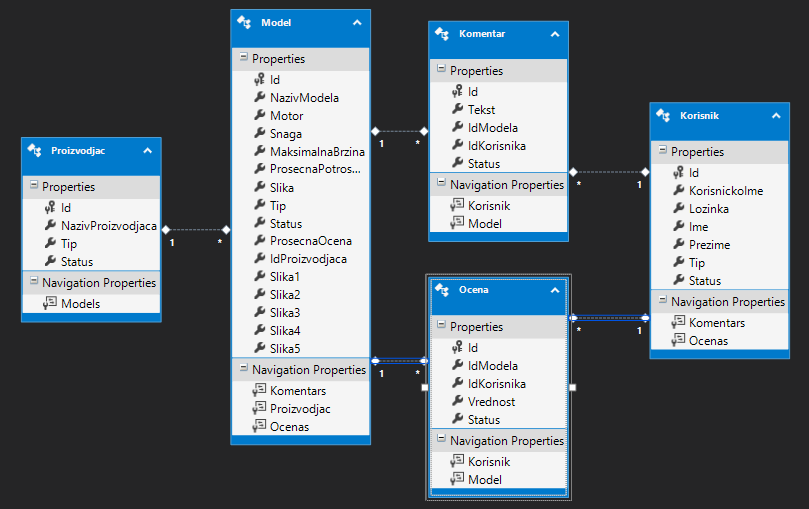 Proizvodjac
Properties
Id
NazivProizvodjaca
Tip
Status
Navigation Properties
Models
1
*
Model
Properties
Id
NazivModela
Motor
Snaga
MaksimalnaBrzina
ProsecnaPotros...
Slika
Tip
Status
ProsecnaOcena
IdProizvodjaca
Slika1
Slika2
Slika3
Slika4
Slika5
Navigation Properties
Komentars
Proizvodjac
Ocenas
1
*
1
*
Komentar
Properties
Id
Tekst
IdModela
IdKorisnika
Status
Navigation Properties
Korisnik
Model
*
1
Ocena
Properties
Id
IdModela
IdKorisnika
Vrednost
Status
Navigation Properties
Korisnik
Model
*
1
Korisnik
Properties
Id
KorisnickoIme
Lozinka
Ime
Prezime
Tip
Status
Navigation Properties
Komentars
Ocenas